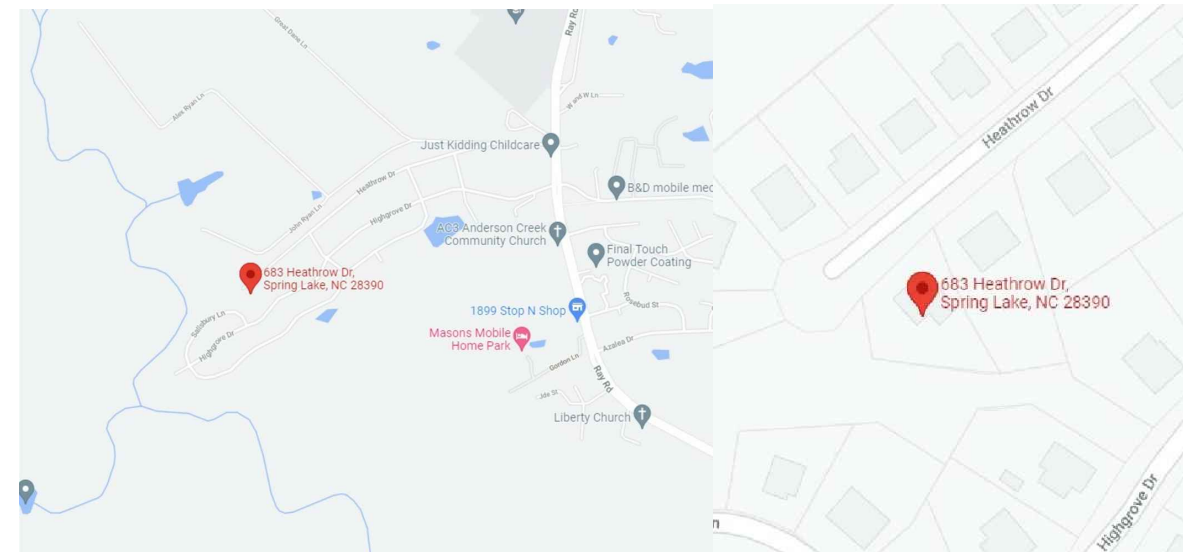 Great Dane Ln
Ray Rd
Alex Ryan Ln
W and W Ln
Just Kidding Childcare
Heathrow Dr
B&D mobile mec
Highgrove Dr
John Ryan Ln
AC3 Anderson Creek
Community Church
Final Touch
Powder Coating
683 Heathrow Dr,
Spring Lake, NC 28390
Rosebud St
1899 Stop N Shop
Salisbury Ln
Masons Mobile
Home Park
Highgrove Dr
Azalea Dr
Gordon Ln
Ray Rd
Jde St
Liberty Church
Heathrow Dr
683 Heathrow Dr,
Spring Lake, NC 28390
n
Highgrove Dr